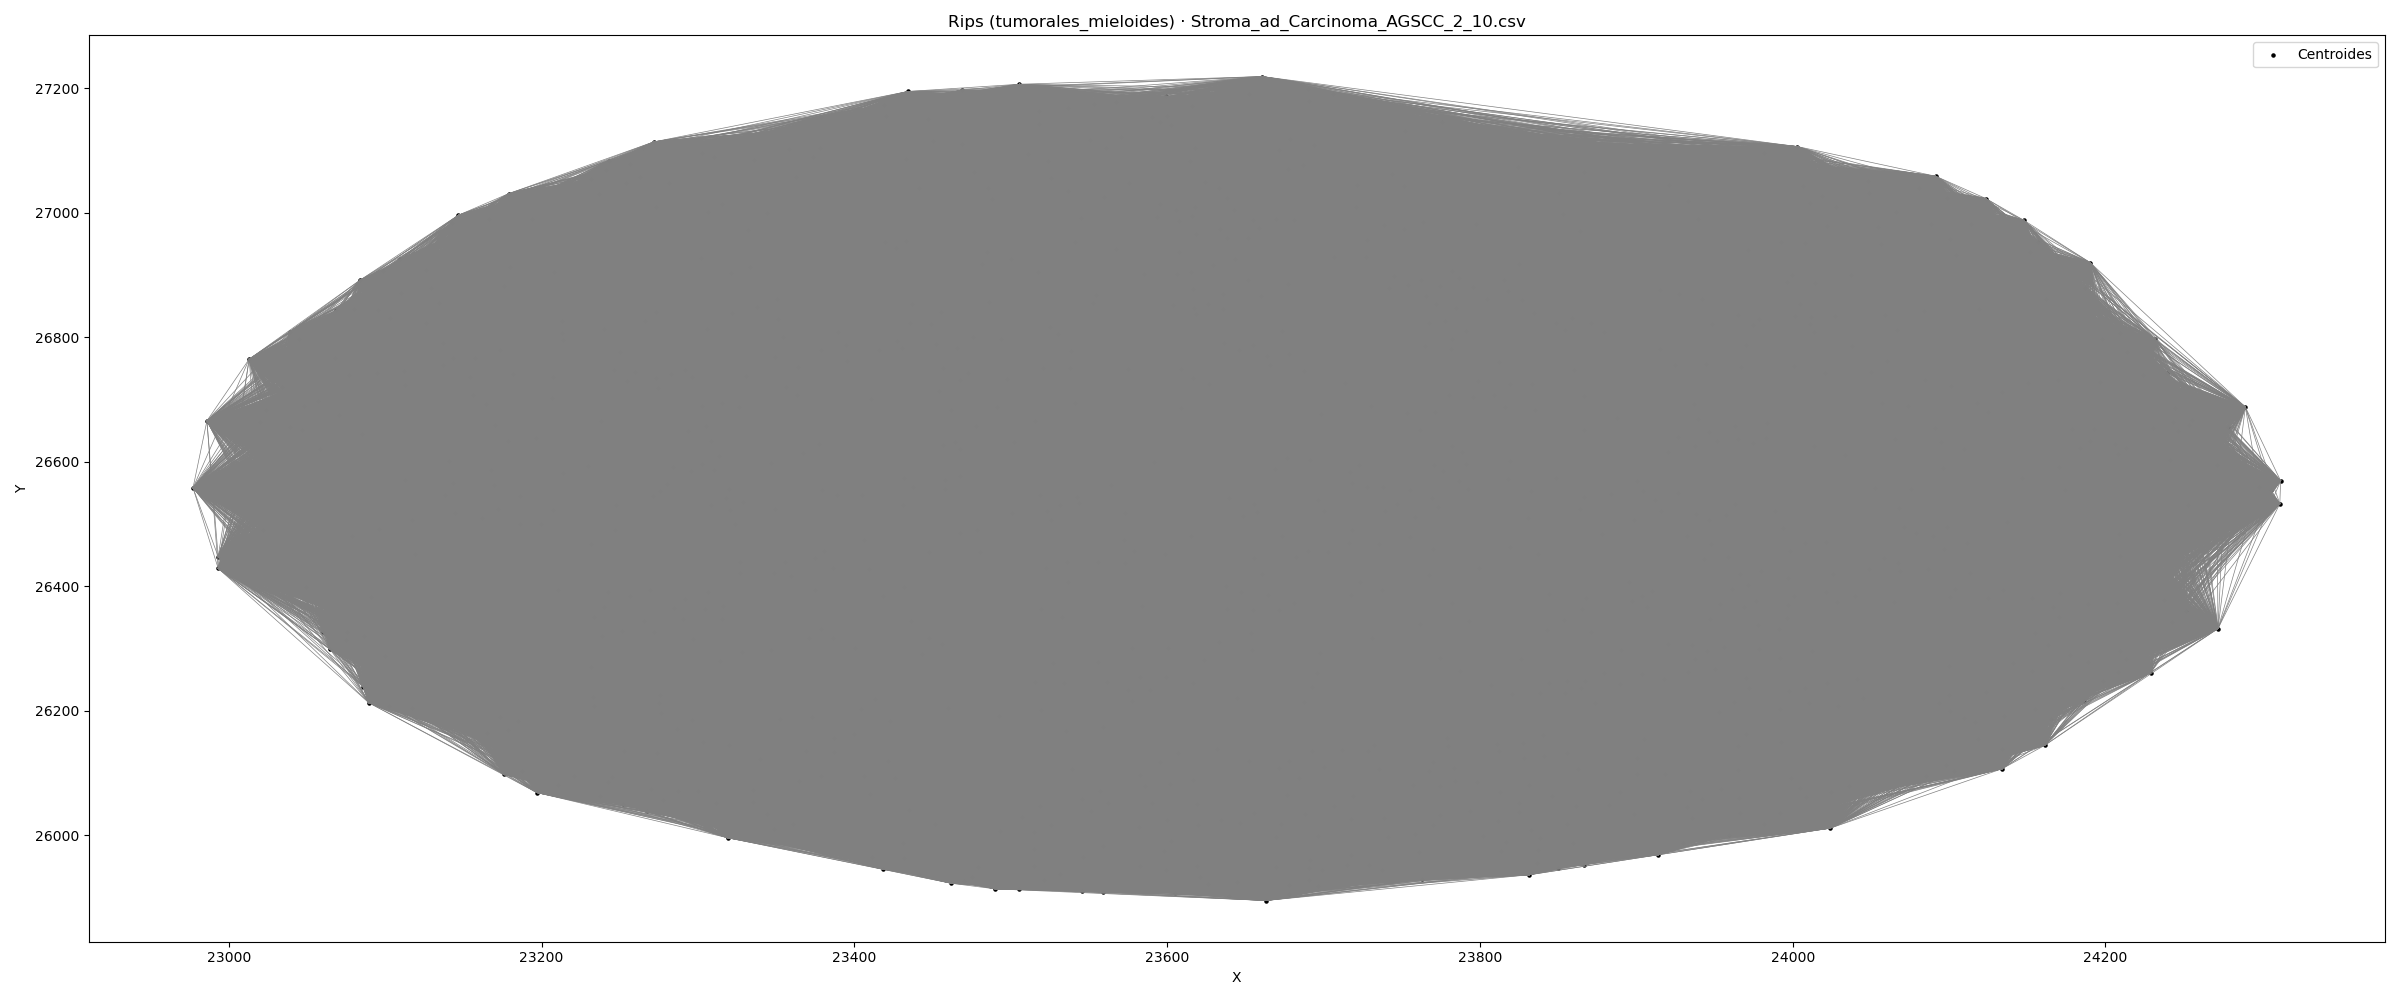 Rips (tumorales_mieloides) · Stroma_ad_Carcinoma_AGSCC_2_10.csv
Centroides
27200
27000
26800
26600
26400
26200
26000
Y
23000 23200 23400 23600 23800 24000 24200
X